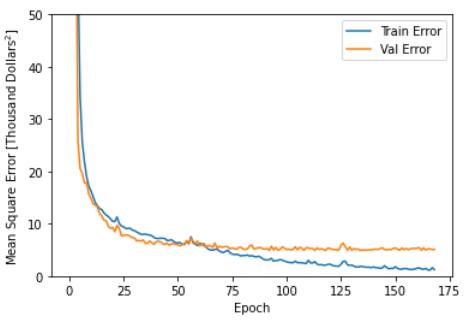 Mean Square Error [Thousand Dollars²]
50
40
30
20
10
0
0 25 50 75 100 125 150 175
Epoch
Train Error
Val Error